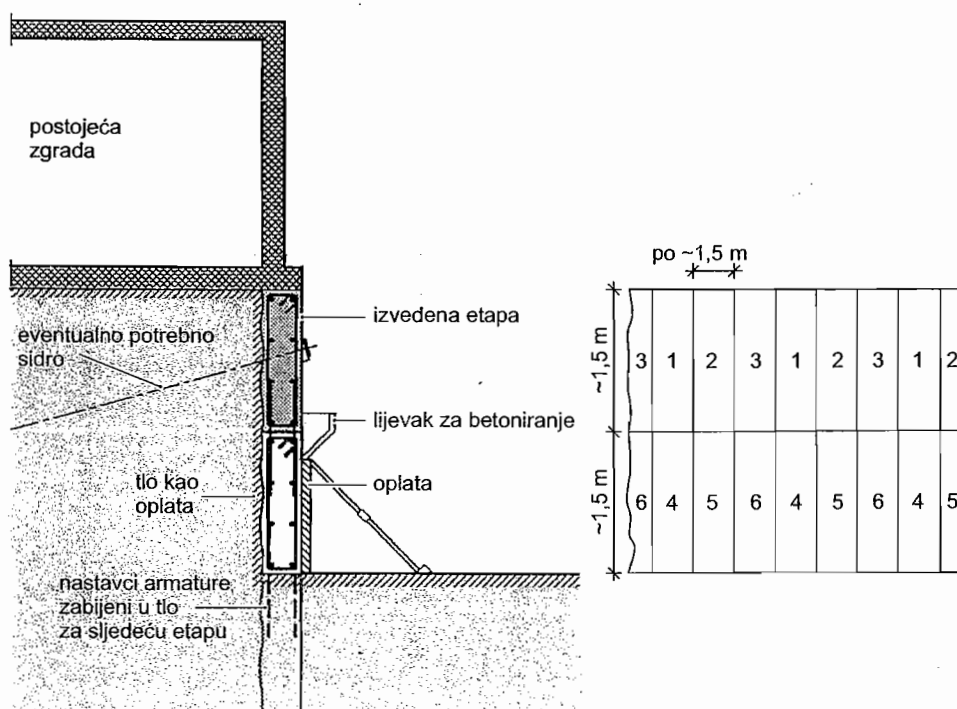 postojeća
zgrada
eventualno potrebno
sidro
tlo kao
oplata
nastavci armature
zabijeni u tlo
za sljedeću etapu
izvedena etapa
lijevak za betoniranje
oplata
po ~1,5 m
~1,5 m
3 1 2 3 1 2 3 1 2
~1,5 m
6 4 5 6 4 5 6 4 5